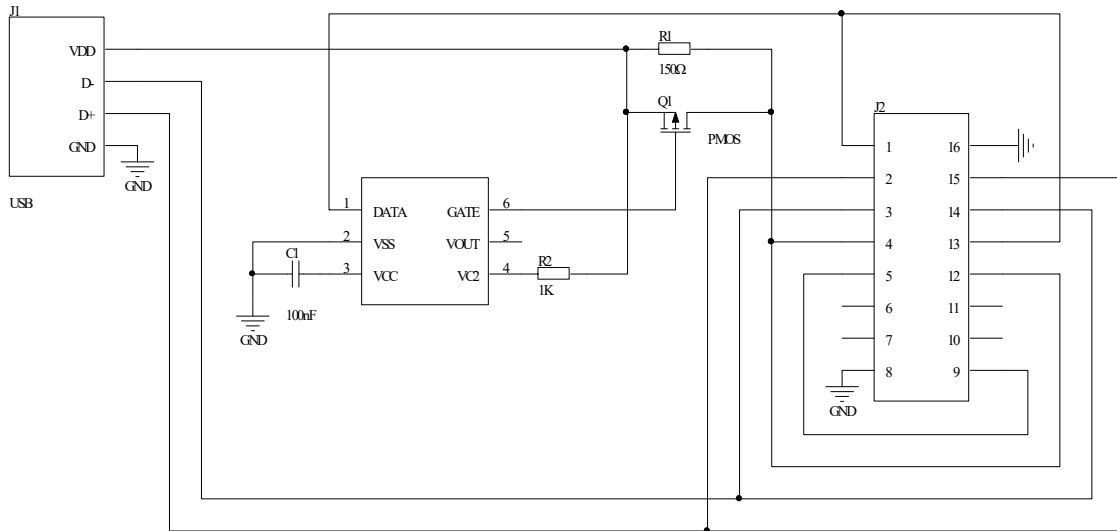 J1
VDD
D-
D+
GND
GND
USB
R1
150Ω
Q1
PMOS
1
DATA
GATE
6
2
VSS
VOUT
5
3
VCC
VC2
4
C1
100nF
GND
R2
1K
J2
1
16
2
15
3
14
4
13
5
12
6
11
7
10
8
9
GND